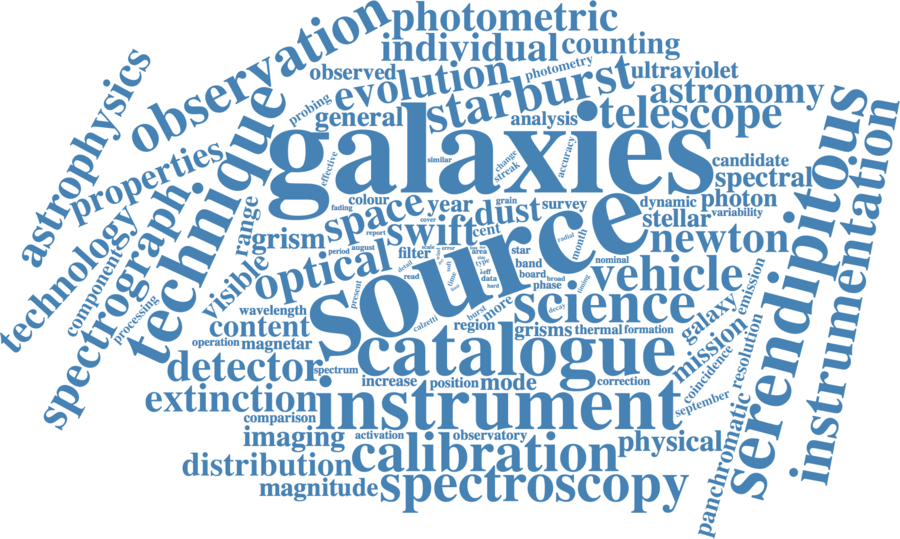 photometric
individual
counting
observation
observed
evolution
photometry
ultraviolet
starburst
astronomy
astrophysics
probing
general
analysis
telescope
technique
galaxies
serendipitous
instrumentation
properties
effective
similar
change
streak
accuracy
candidate
spectral
technology
spectrograph
range
colour
fading
space
year
cover
grain
dust
survey
dynamic
photon
variability
components
grism
report
swift
cent
source
stellar
newton
period
august
scale
error
area
star
radial
month
visible
optical
filter
detail
read
time
soft
type
jeff
data
hard
band
board
phase
broad
nominal
timing
vehicle
emission
processing
present
wavelength
content
calzetti
burst
more
decay
science
galaxy
operation
magnetar
region
grisms
thermal
formation
mission
resolution
coincidence
detector
spectrum
catalogue
increase
position
mode
correction
september
extinction
comparison
instrument
panchromatic
imaging
activation
observatory
physical
distribution
calibration
magnitude
spectroscopy